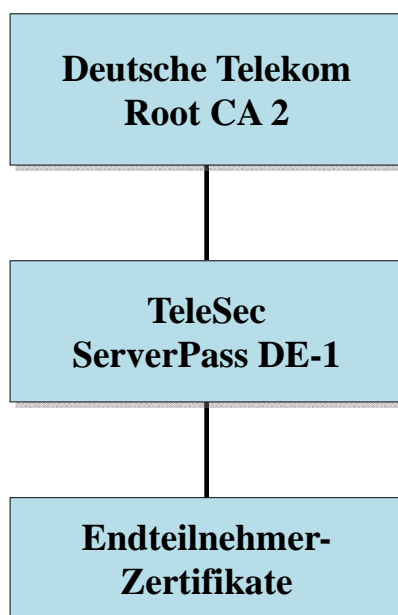 Deutsche Telekom
Root CA 2
TeleSec
ServerPass DE-1
Endteilnehmer-
Zertifikate